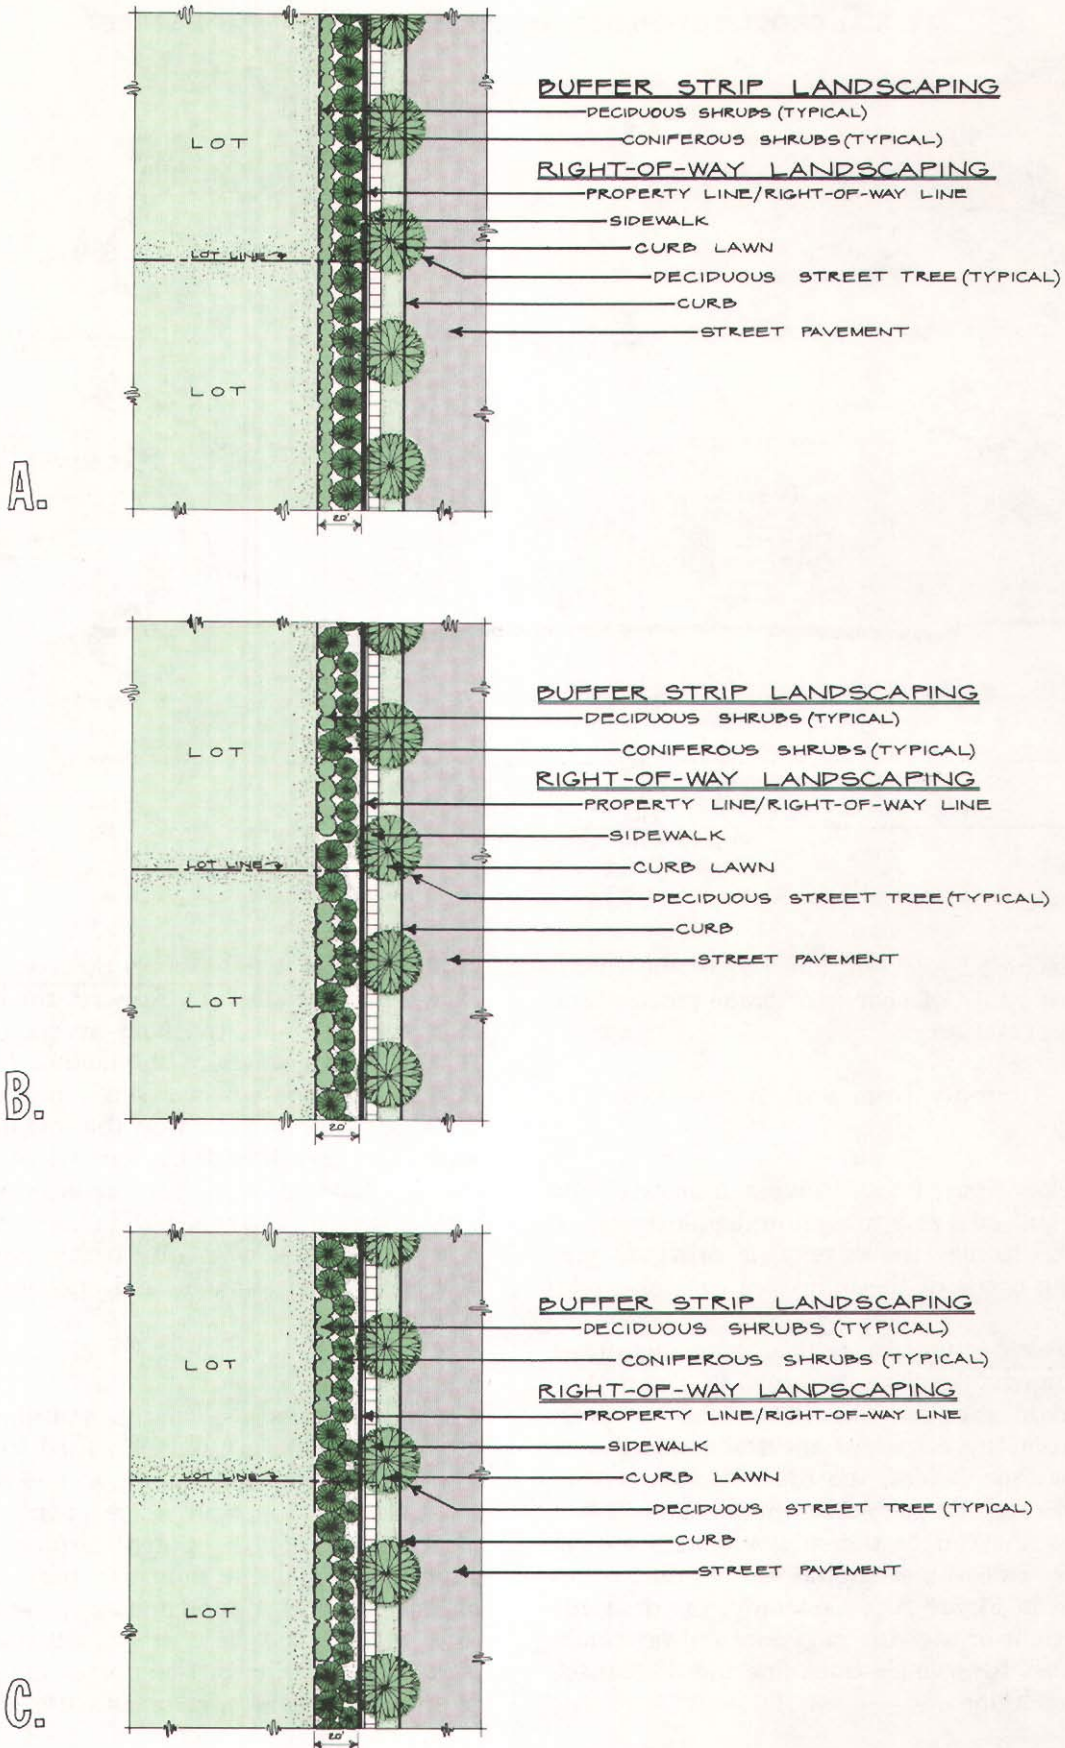 BUFFER STRIP LANDSCAPING
DECIDUOUS SHRUBS (TYPICAL)
CONIFEROUS SHRUBS (TYPICAL)
RIGHT-OF-WAY LANDSCAPING
PROPERTY LINE/RIGHT-OF-WAY LINE
SIDEWALK
CURB LAWN
DECIDUOUS STREET TREE (TYPICAL)
CURB
STREET PAVEMENT
LOT
LOT LINE
LOT
A.
20'
BUFFER STRIP LANDSCAPING
DECIDUOUS SHRUBS (TYPICAL)
CONIFEROUS SHRUBS (TYPICAL)
RIGHT-OF-WAY LANDSCAPING
PROPERTY LINE/RIGHT-OF-WAY LINE
SIDEWALK
CURB LAWN
DECIDUOUS STREET TREE (TYPICAL)
CURB
STREET PAVEMENT
LOT
LOT LINE
LOT
B.
20'
BUFFER STRIP LANDSCAPING
DECIDUOUS SHRUBS (TYPICAL)
CONIFEROUS SHRUBS (TYPICAL)
RIGHT-OF-WAY LANDSCAPING
PROPERTY LINE/RIGHT-OF-WAY LINE
SIDEWALK
CURB LAWN
DECIDUOUS STREET TREE (TYPICAL)
CURB
STREET PAVEMENT
LOT
LOT LINE
LOT
C.
20'